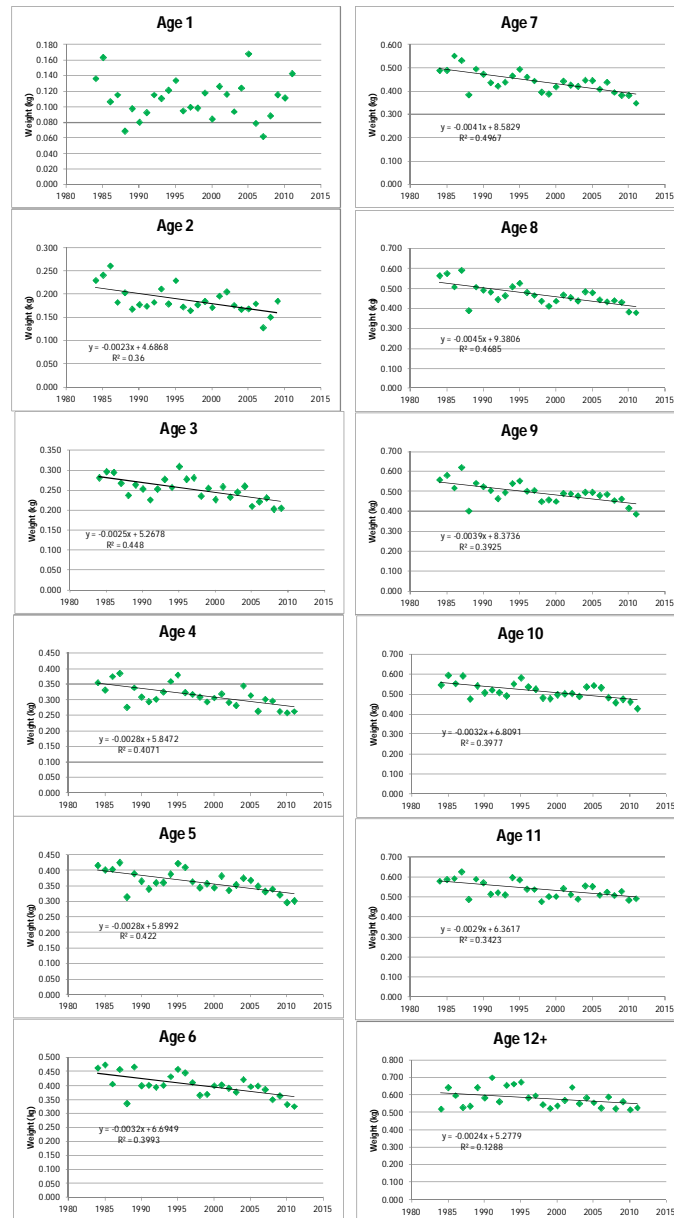 Age 1
Weight (kg)
0.180
0.160
0.140
0.120
0.100
0.080
0.060
0.040
0.020
0.000
1980 1985 1990 1995 2000 2005 2010 2015
Age 2
Weight (kg)
0.300
0.250
0.200
0.150
0.100
0.050
0.000
y = -0.0023x + 4.6868
R² = 0.36
1980 1985 1990 1995 2000 2005 2010 2015
Age 3
Weight (kg)
0.350
0.300
0.250
0.200
0.150
0.100
0.050
0.000
y = -0.0025x + 5.2678
R² = 0.448
1980 1985 1990 1995 2000 2005 2010 2015
Age 4
Weight (kg)
0.450
0.400
0.350
0.300
0.250
0.200
0.150
0.100
0.050
0.000
y = -0.0028x + 5.8472
R² = 0.4071
1980 1985 1990 1995 2000 2005 2010 2015
Age 5
Weight (kg)
0.450
0.400
0.350
0.300
0.250
0.200
0.150
0.100
0.050
0.000
y = -0.0028x + 5.8992
R² = 0.422
1980 1985 1990 1995 2000 2005 2010 2015
Age 6
Weight (kg)
0.500
0.450
0.400
0.350
0.300
0.250
0.200
0.150
0.100
0.050
0.000
y = -0.0032x + 6.6949
R² = 0.3993
1980 1985 1990 1995 2000 2005 2010 2015
Age 7
Weight (kg)
0.600
0.500
0.400
0.300
0.200
0.100
0.000
y = -0.0041x + 8.5829
R² = 0.4967
1980 1985 1990 1995 2000 2005 2010 2015
Age 8
Weight (kg)
0.700
0.600
0.500
0.400
0.300
0.200
0.100
0.000
y = -0.0045x + 9.3806
R² = 0.4685
1980 1985 1990 1995 2000 2005 2010 2015
Age 9
Weight (kg)
0.700
0.600
0.500
0.400
0.300
0.200
0.100
0.000
y = -0.0039x + 8.3736
R² = 0.3925
1980 1985 1990 1995 2000 2005 2010 2015
Age 10
Weight (kg)
0.700
0.600
0.500
0.400
0.300
0.200
0.100
0.000
y = -0.0032x + 6.8091
R² = 0.3977
1980 1985 1990 1995 2000 2005 2010 2015
Age 11
Weight (kg)
0.700
0.600
0.500
0.400
0.300
0.200
0.100
0.000
y = -0.0029x + 6.3617
R² = 0.3423
1980 1985 1990 1995 2000 2005 2010 2015
Age 12+
Weight (kg)
0.800
0.700
0.600
0.500
0.400
0.300
0.200
0.100
0.000
y = -0.0024x + 5.2779
R² = 0.1288
1980 1985 1990 1995 2000 2005 2010 2015